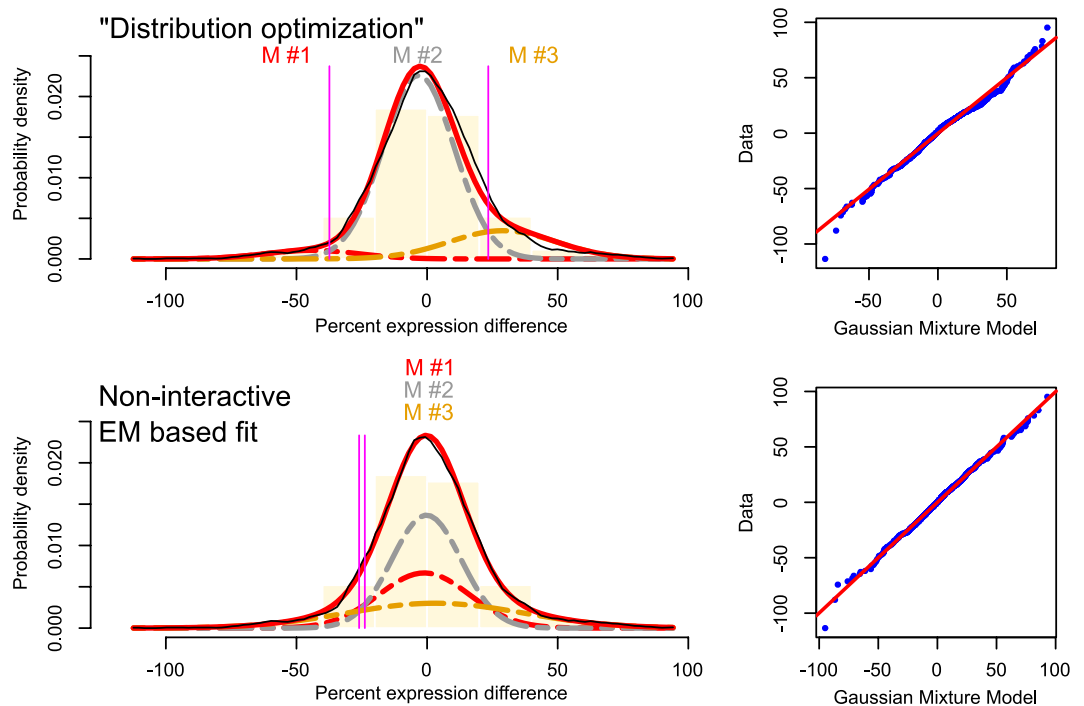 "Distribution optimization"
M #1 M #2 M #3
Probability density
0.000 0.010 0.020
-100 -50 0 50 100
Percent expression difference
Data
-100 -50 0 50 100
-50 0 50
Gaussian Mixture Model
Non-interactive
EM based fit
M #1
M #2
M #3
Probability density
0.000 0.010 0.020
-100 -50 0 50 100
Percent expression difference
Data
-100 -50 0 50 100
-100 -50 0 50 100
Gaussian Mixture Model